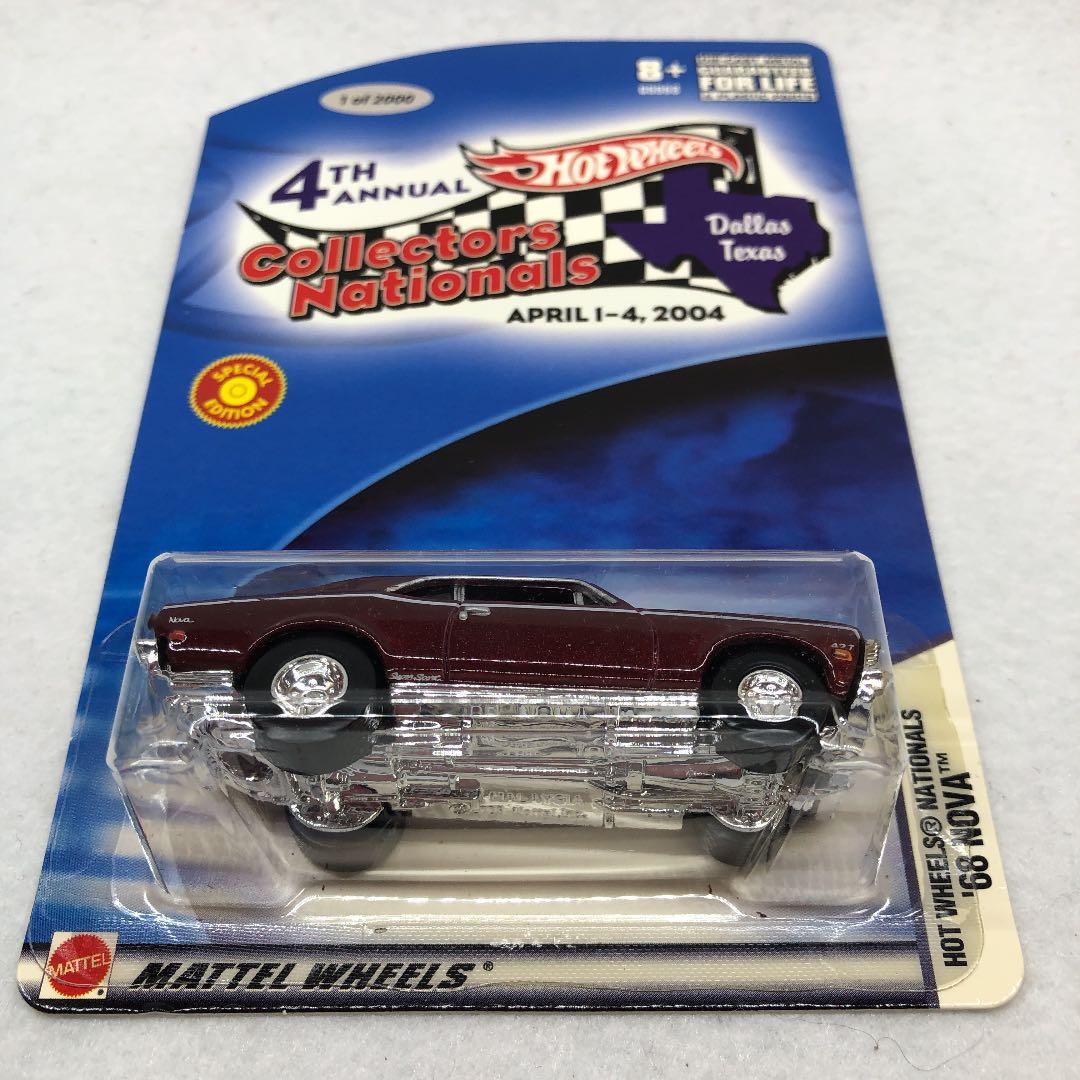 1 of 2000
8+
FOR LIFE
4TH
ANNUAL
HOT WHEELS
Collectors
Nationals
Dallas
Texas
APRIL 1-4, 2004
SPECIAL
EDITION
Nova
427
HOT WHEELS® NATIONALS
'68 NOVA™
MATTEL
MATTEL WHEELS®